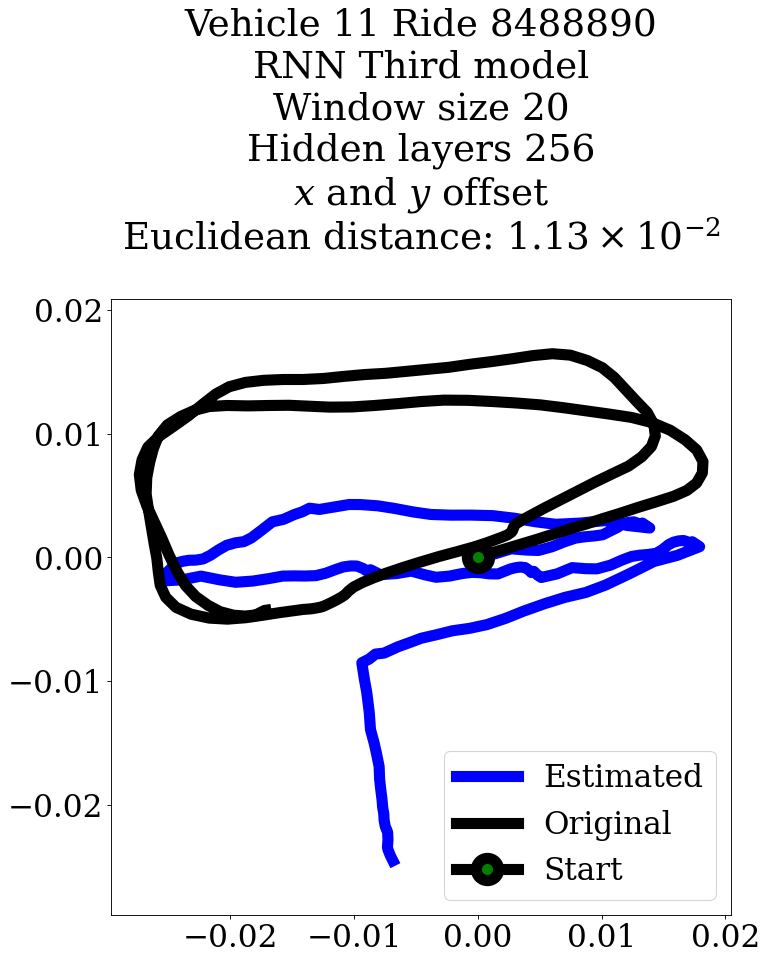 Vehicle 11 Ride 8488890
RNN Third model
Window size 20
Hidden layers 256
x and y offset
Euclidean distance: 1.13 × 10⁻²
0.02
0.01
0.00
−0.01
−0.02
Estimated
Original
Start
−0.02 −0.01 0.00 0.01 0.02